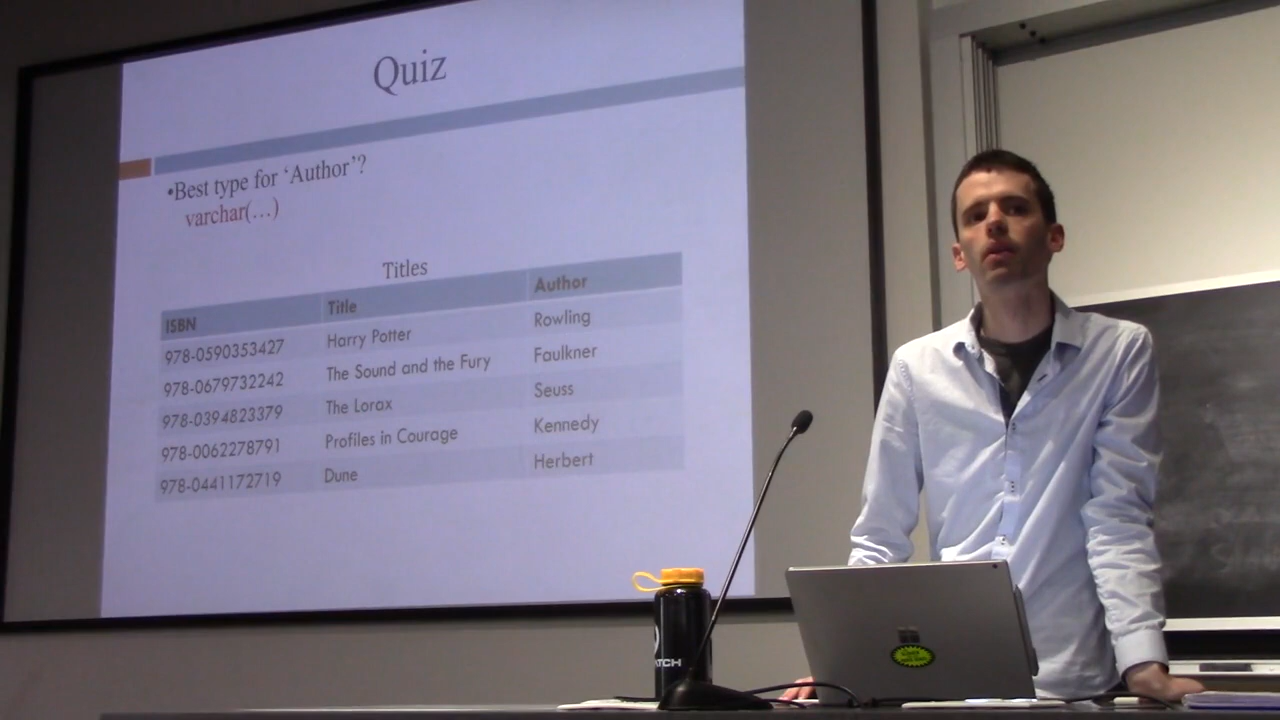 Quiz
•Best type for ‘Author’?
varchar(…)
Titles
ISBN Title Author
978-0590353427 Harry Potter Rowling
978-0679732242 The Sound and the Fury Faulkner
978-0394823379 The Lorax Seuss
978-0062278791 Profiles in Courage Kennedy
978-0441172719 Dune Herbert
ATCH